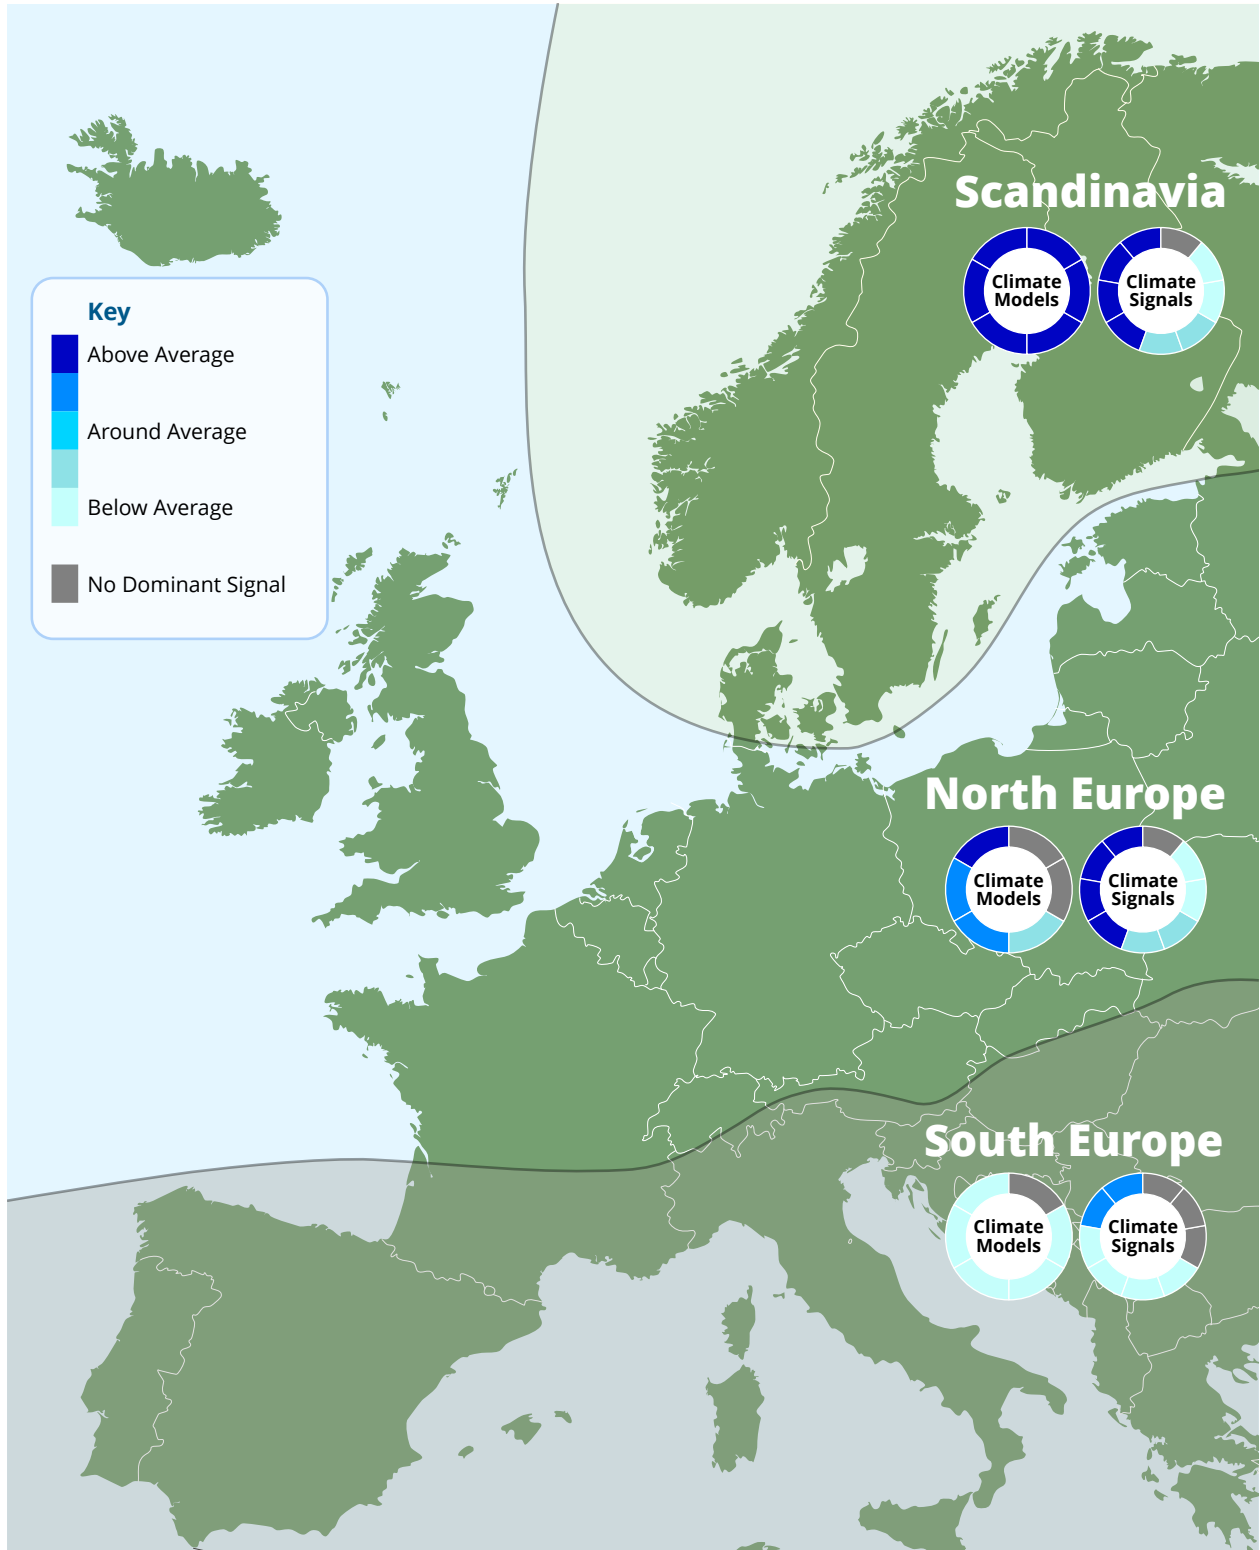 Scandinavia
Climate
Models
Climate
Signals
Key
Above Average
Around Average
Below Average
No Dominant Signal
North Europe
Climate
Models
Climate
Signals
South Europe
Climate
Models
Climate
Signals